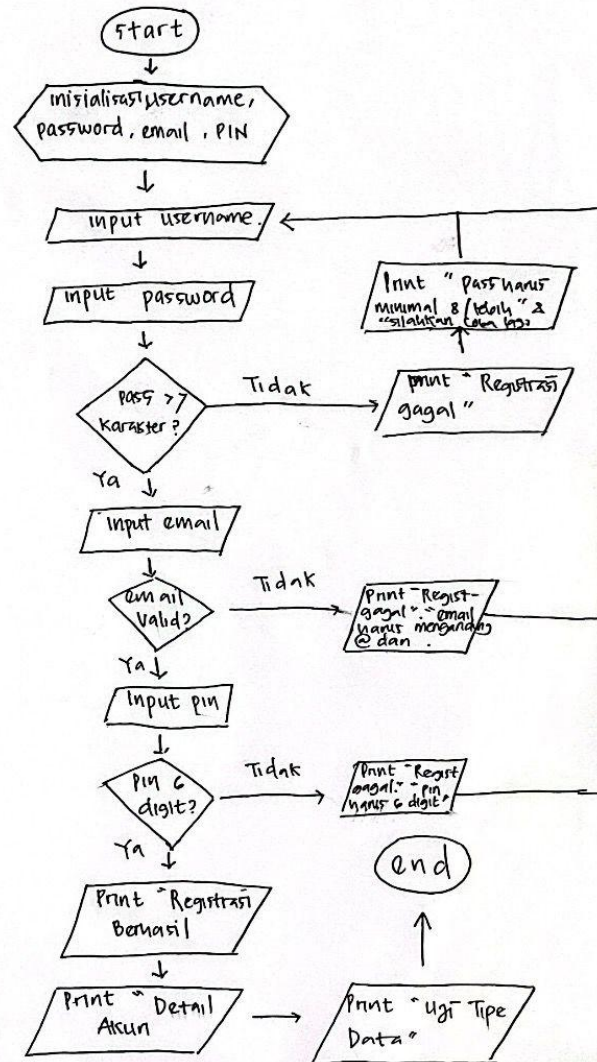 start
inisialisasi username,
password, email, PIN
input username.
input password
pass > 7
karakter?
Tidak
print "Registrasi
gagal"
Print " pass harus
minimal 8 / lebih " &
"silahkan coba lagi
Ya
input email
email
valid?
Tidak
Print "Regist-
gagal". "email
harus mengandung
@ dan .
Ya
Input pin
Pin 6
digit?
Tidak
Print "Regist
gagal." "pin
harus 6 digit"
Ya
Print "Registrasi
Berhasil
Print " Detail
Akun
Print "Uji Tipe
Data"
end